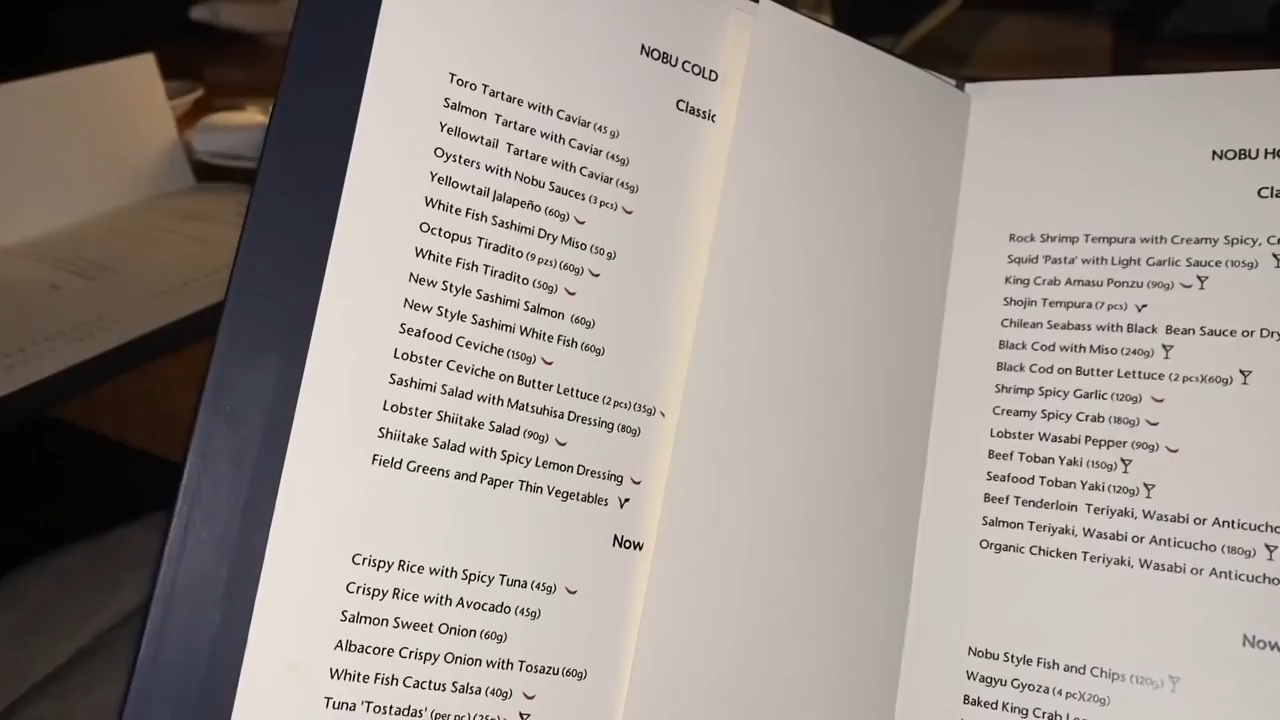 NOBU COLD
Classic
Toro Tartare with Caviar (45 g)
Salmon Tartare with Caviar (45g)
Yellowtail Tartare with Caviar (45g)
Oysters with Nobu Sauces (3 pcs)
Yellowtail Jalapeño (60g)
White Fish Sashimi Dry Miso (50 g)
Octopus Tiradito (9 pzs) (60g)
White Fish Tiradito (50g)
New Style Sashimi Salmon (60g)
New Style Sashimi White Fish (60g)
Seafood Ceviche (150g)
Lobster Ceviche on Butter Lettuce (2 pcs) (35g)
Sashimi Salad with Matsuhisa Dressing (80g)
Lobster Shiitake Salad (90g)
Shiitake Salad with Spicy Lemon Dressing
Field Greens and Paper Thin Vegetables
Now
Crispy Rice with Spicy Tuna (45g)
Crispy Rice with Avocado (45g)
Salmon Sweet Onion (60g)
Albacore Crispy Onion with Tosazu (60g)
White Fish Cactus Salsa (40g)
Tuna 'Tostadas' (per pc) (25g)
NOBU
Rock Shrimp Tempura with Creamy Spicy,
Squid 'Pasta' with Light Garlic Sauce (105g)
King Crab Amasu Ponzu (90g)
Shojin Tempura (7 pcs)
Chilean Seabass with Black Bean Sauce or Dry
Black Cod with Miso (240g)
Black Cod on Butter Lettuce (2 pcs)(60g)
Shrimp Spicy Garlic (120g)
Creamy Spicy Crab (180g)
Lobster Wasabi Pepper (90g)
Beef Toban Yaki (150g)
Seafood Toban Yaki (120g)
Beef Tenderloin Teriyaki, Wasabi or Anticucho
Salmon Teriyaki, Wasabi or Anticucho (180g)
Organic Chicken Teriyaki, Wasabi or Anticucho
Now
Nobu Style Fish and Chips (120g)
Wagyu Gyoza (4 pc)(20g)
Baked King Crab